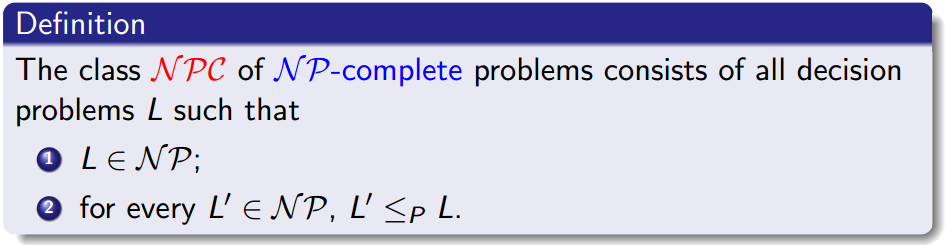 Definition
The class 𝒩𝒫𝒞 of 𝒩𝒫-complete problems consists of all decision
problems L such that
1 L ∈ 𝒩𝒫;
2 for every L′ ∈ 𝒩𝒫, L′ ≤_P L.